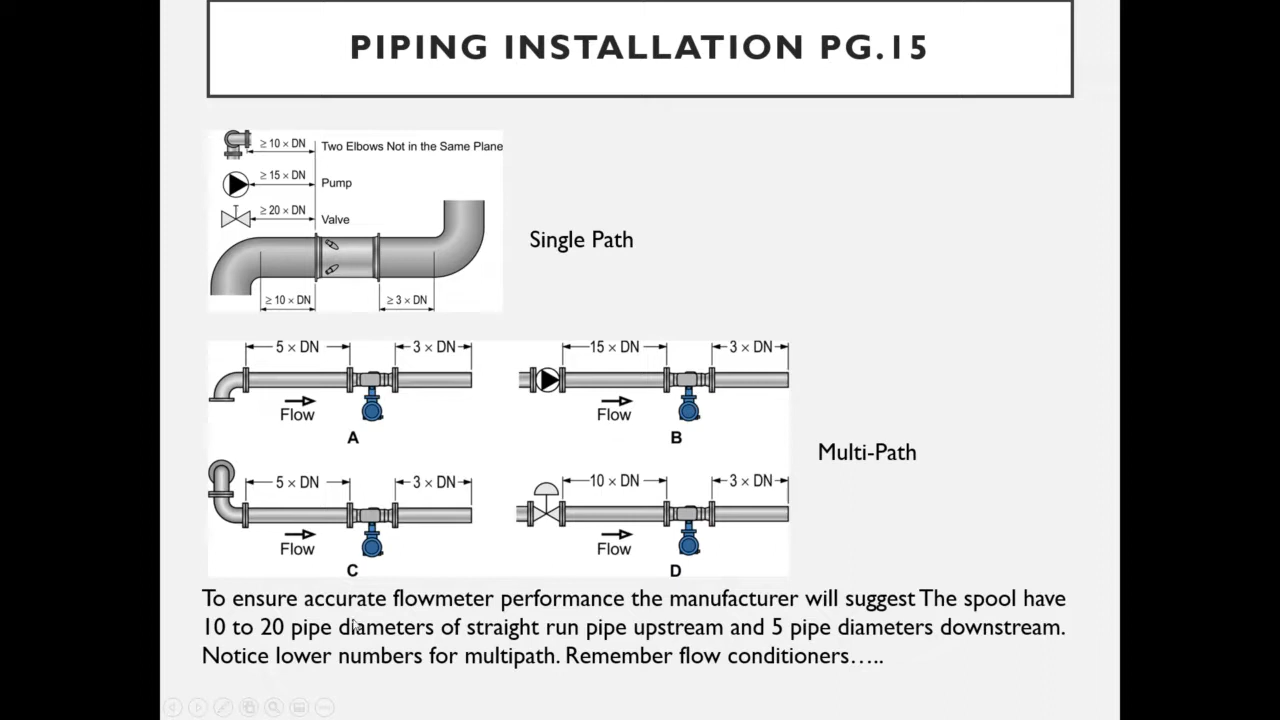 PIPING INSTALLATION PG.15
≥ 10 × DN Two Elbows Not in the Same Plane
≥ 15 × DN Pump
≥ 20 × DN Valve
≥ 10 × DN ≥ 3 × DN
Single Path
5 × DN 3 × DN 15 × DN 3 × DN
Flow Flow
A B
Multi-Path
5 × DN 3 × DN 10 × DN 3 × DN
Flow Flow
C D
To ensure accurate flowmeter performance the manufacturer will suggest The spool have
10 to 20 pipe diameters of straight run pipe upstream and 5 pipe diameters downstream.
Notice lower numbers for multipath. Remember flow conditioners…..